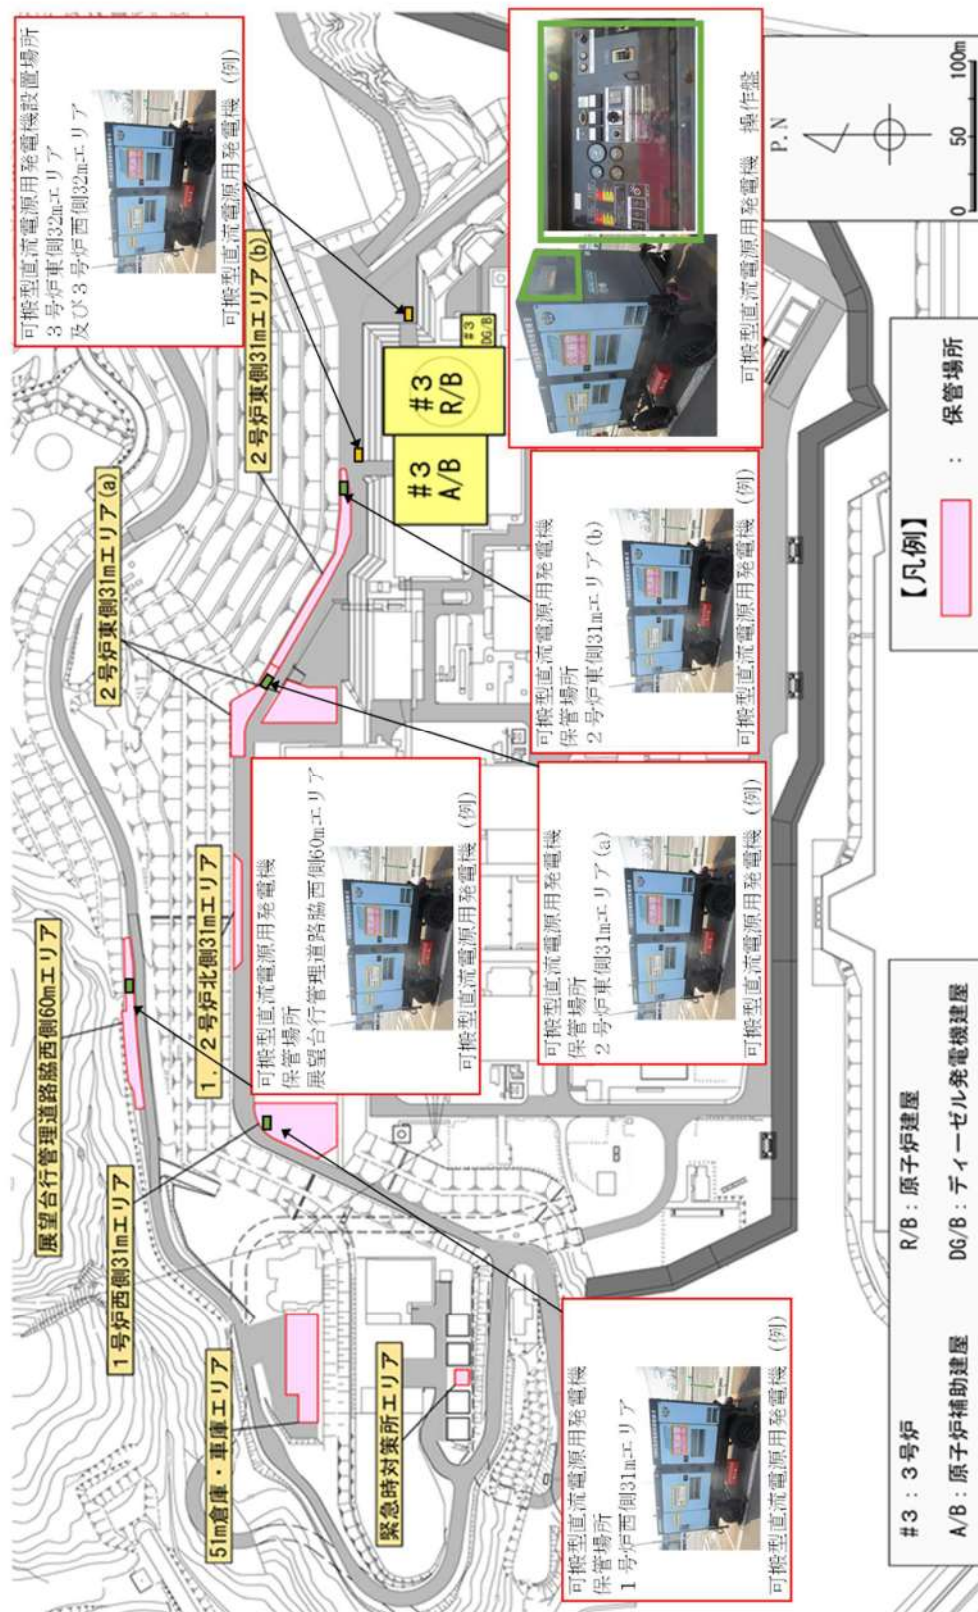 可搬型直流電源用発電機設置場所
3号炉東側32mエリア
及び3号炉西側32mエリア
可搬型直流電源用発電機（例）
2号炉東側31mエリア(b)
2号炉東側31mエリア(a)
1，2号炉北側31mエリア
展望台行管理道路脇西側60mエリア
1号炉西側31mエリア
51m倉庫・車庫エリア
緊急時対策所エリア
#3
R/B
#3
A/B
#3
DG/B
可搬型直流電源用発電機　操作盤
可搬型直流電源用発電機
保管場所
2号炉東側31mエリア(b)
可搬型直流電源用発電機（例）
可搬型直流電源用発電機
保管場所
2号炉東側31mエリア(a)
可搬型直流電源用発電機（例）
可搬型直流電源用発電機
保管場所
展望台行管理道路脇西側60mエリア
可搬型直流電源用発電機（例）
可搬型直流電源用発電機
保管場所
1号炉西側31mエリア
可搬型直流電源用発電機（例）
P.N
0　50　100m
【凡例】
：保管場所
#3：3号炉　R/B：原子炉建屋
A/B：原子炉補助建屋　DG/B：ディーゼル発電機建屋